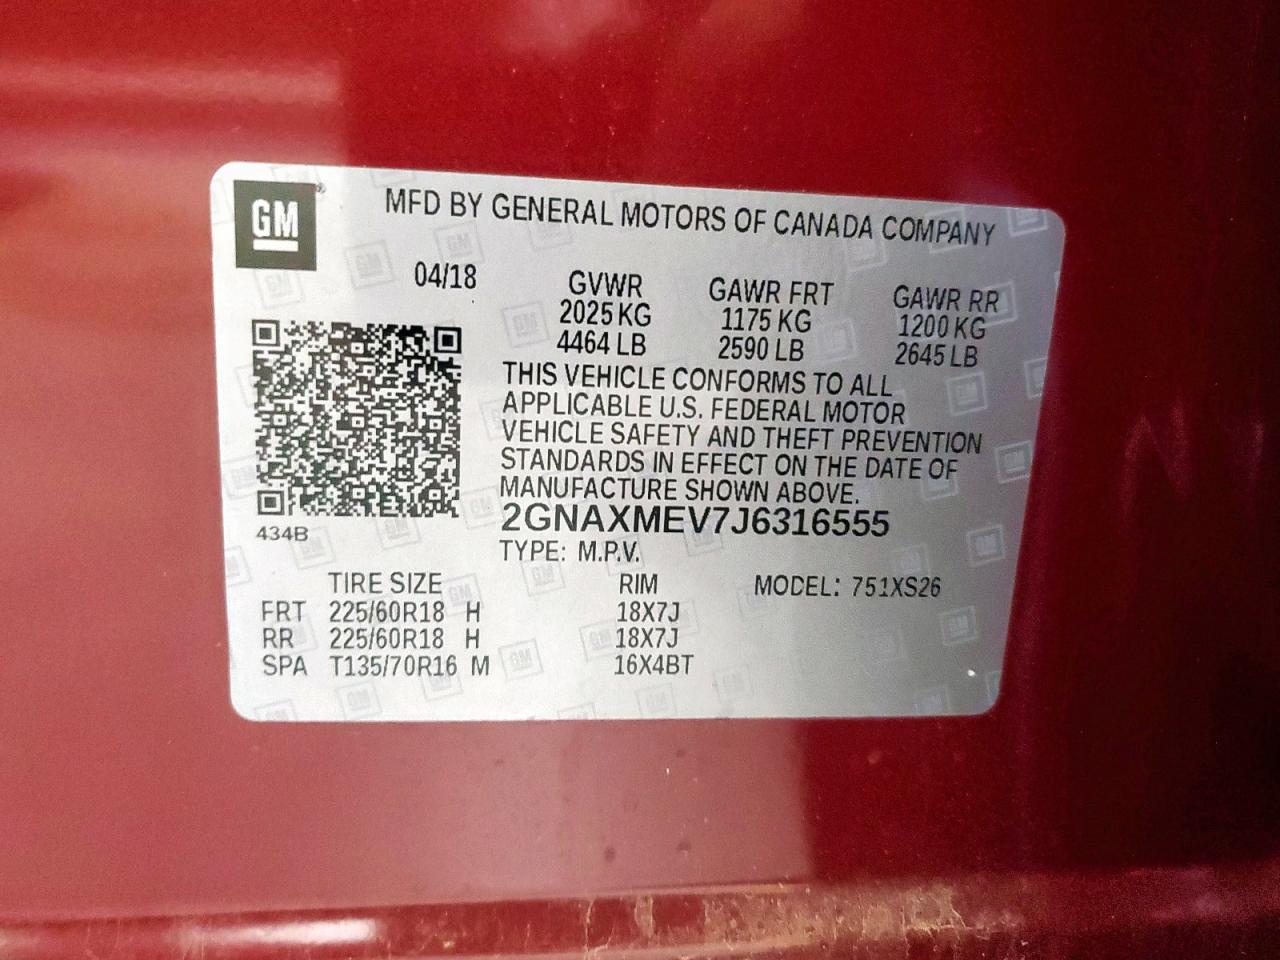 GM
MFD BY GENERAL MOTORS OF CANADA COMPANY
04/18 GVWR GAWR FRT GAWR RR
2025 KG 1175 KG 1200 KG
4464 LB 2590 LB 2645 LB
THIS VEHICLE CONFORMS TO ALL
APPLICABLE U.S. FEDERAL MOTOR
VEHICLE SAFETY AND THEFT PREVENTION
STANDARDS IN EFFECT ON THE DATE OF
MANUFACTURE SHOWN ABOVE.
2GNAXMEV7J6316555
434B
TYPE: M.P.V.
TIRE SIZE RIM MODEL: 751XS26
FRT 225/60R18 H 18X7J
RR 225/60R18 H 18X7J
SPA T135/70R16 M 16X4BT